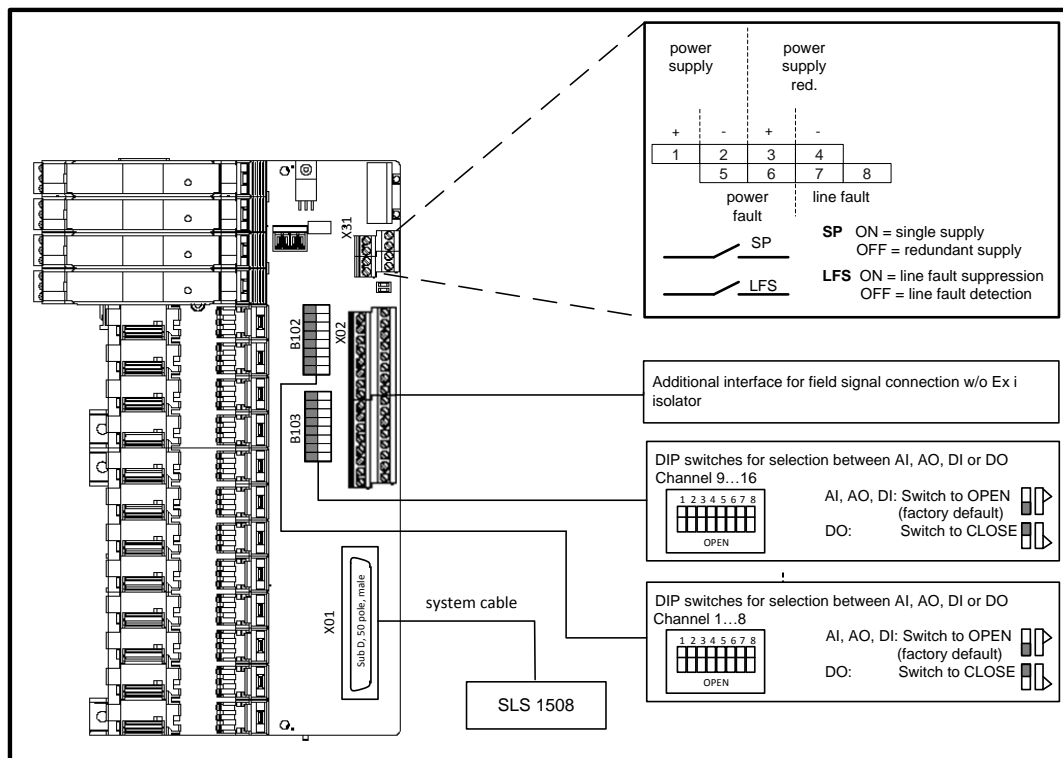 power supply
power supply red.
+ - + -
1 2 3 4
5 6 7 8
power fault
line fault
SP
SP ON = single supply
OFF = redundant supply
LFS
LFS ON = line fault suppression
OFF = line fault detection
X31
B102
X02
B103
Additional interface for field signal connection w/o Ex i
isolator
DIP switches for selection between AI, AO, DI or DO
Channel 9...16
1 2 3 4 5 6 7 8
OPEN
AI, AO, DI: Switch to OPEN
(factory default)
DO: Switch to CLOSE
X01
Sub D, 50 pole, male
system cable
SLS 1508
DIP switches for selection between AI, AO, DI or DO
Channel 1...8
1 2 3 4 5 6 7 8
OPEN
AI, AO, DI: Switch to OPEN
(factory default)
DO: Switch to CLOSE